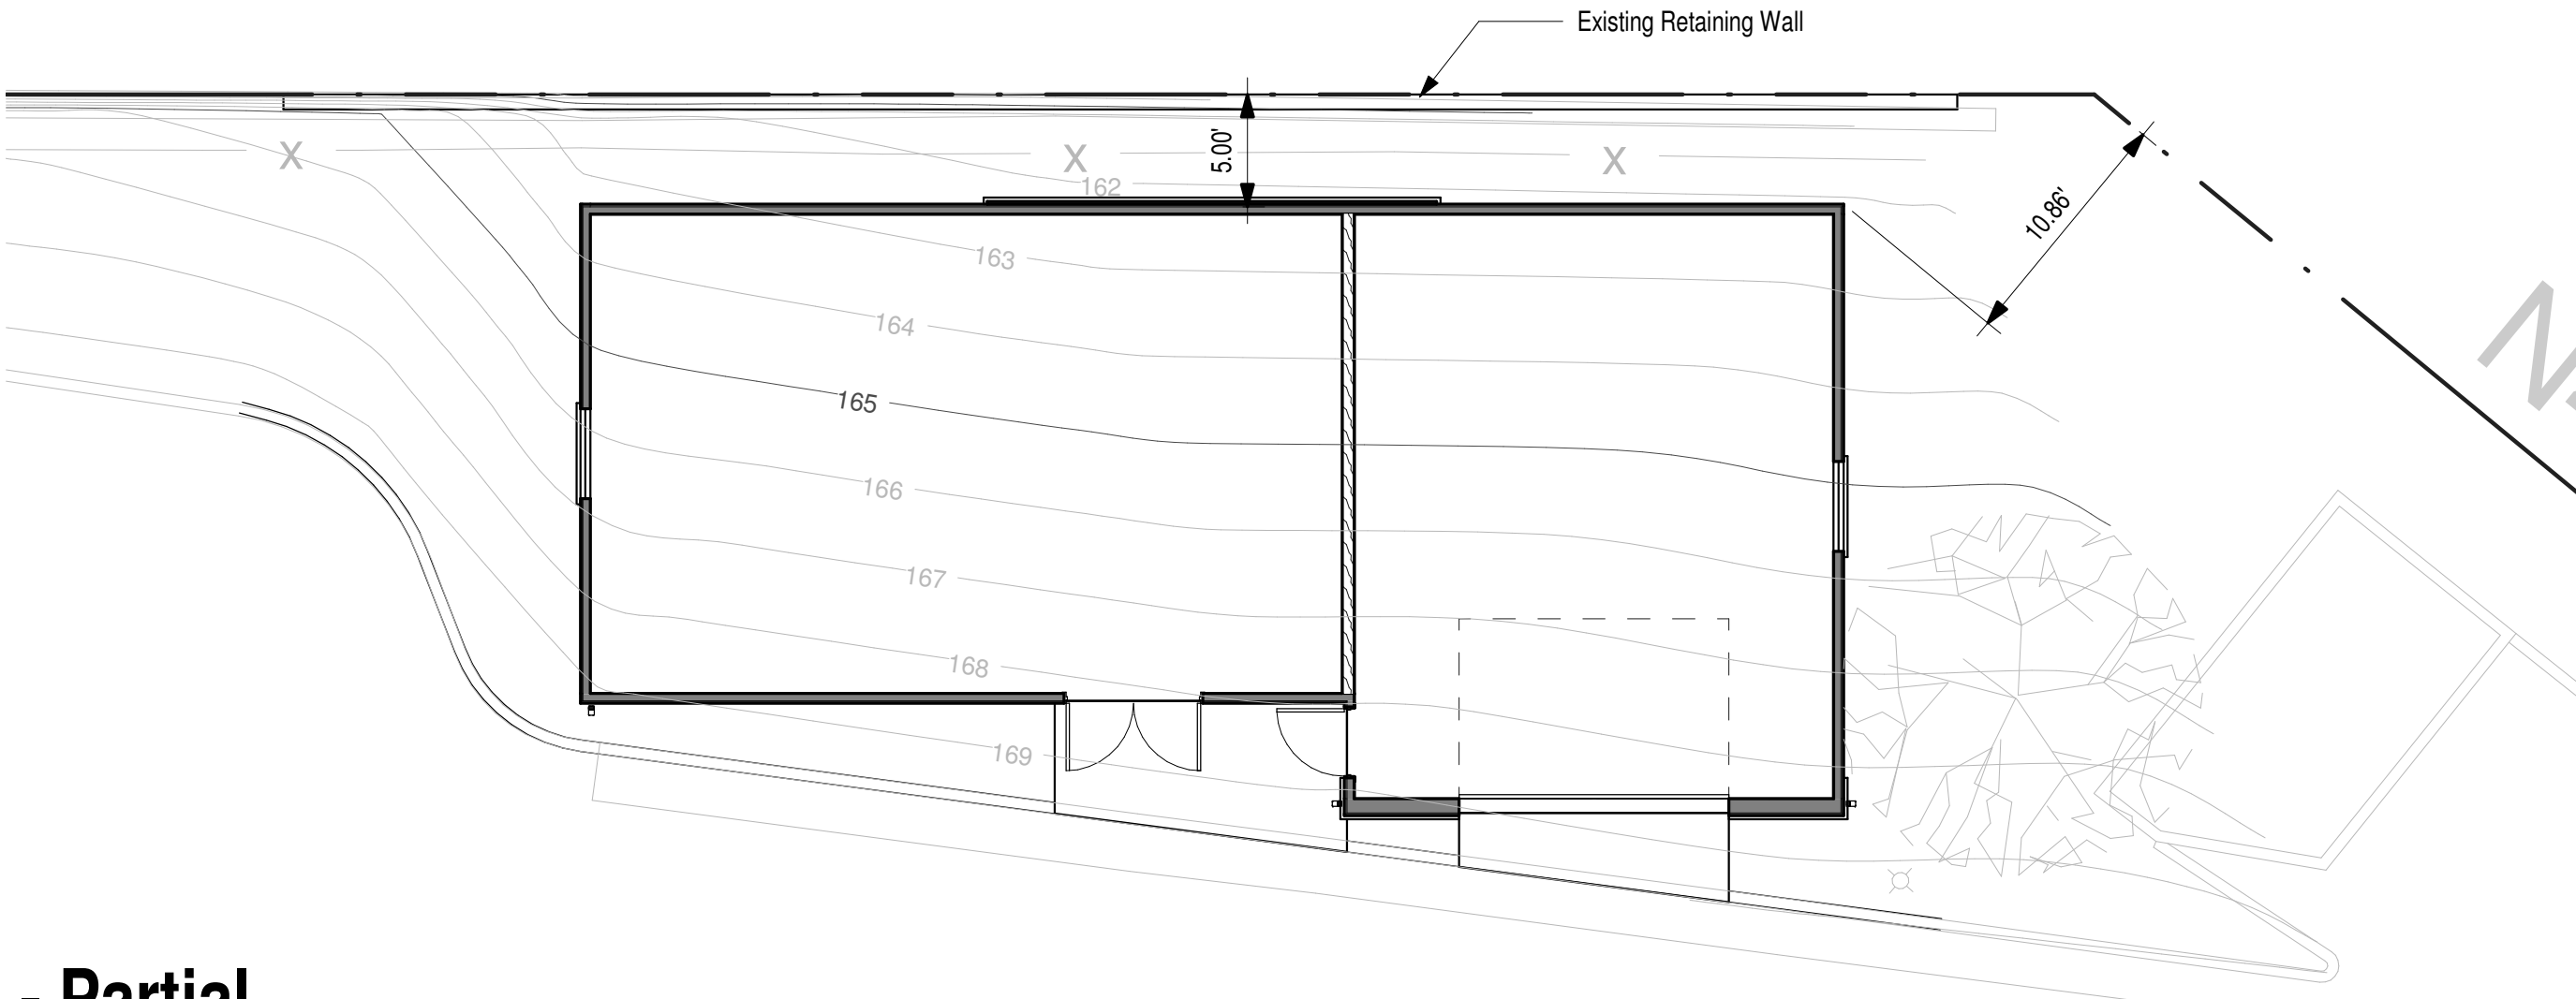 Existing Retaining Wall
5.00'
X
X
X
162
10.86'
163
164
165
166
167
168
169
- Partial